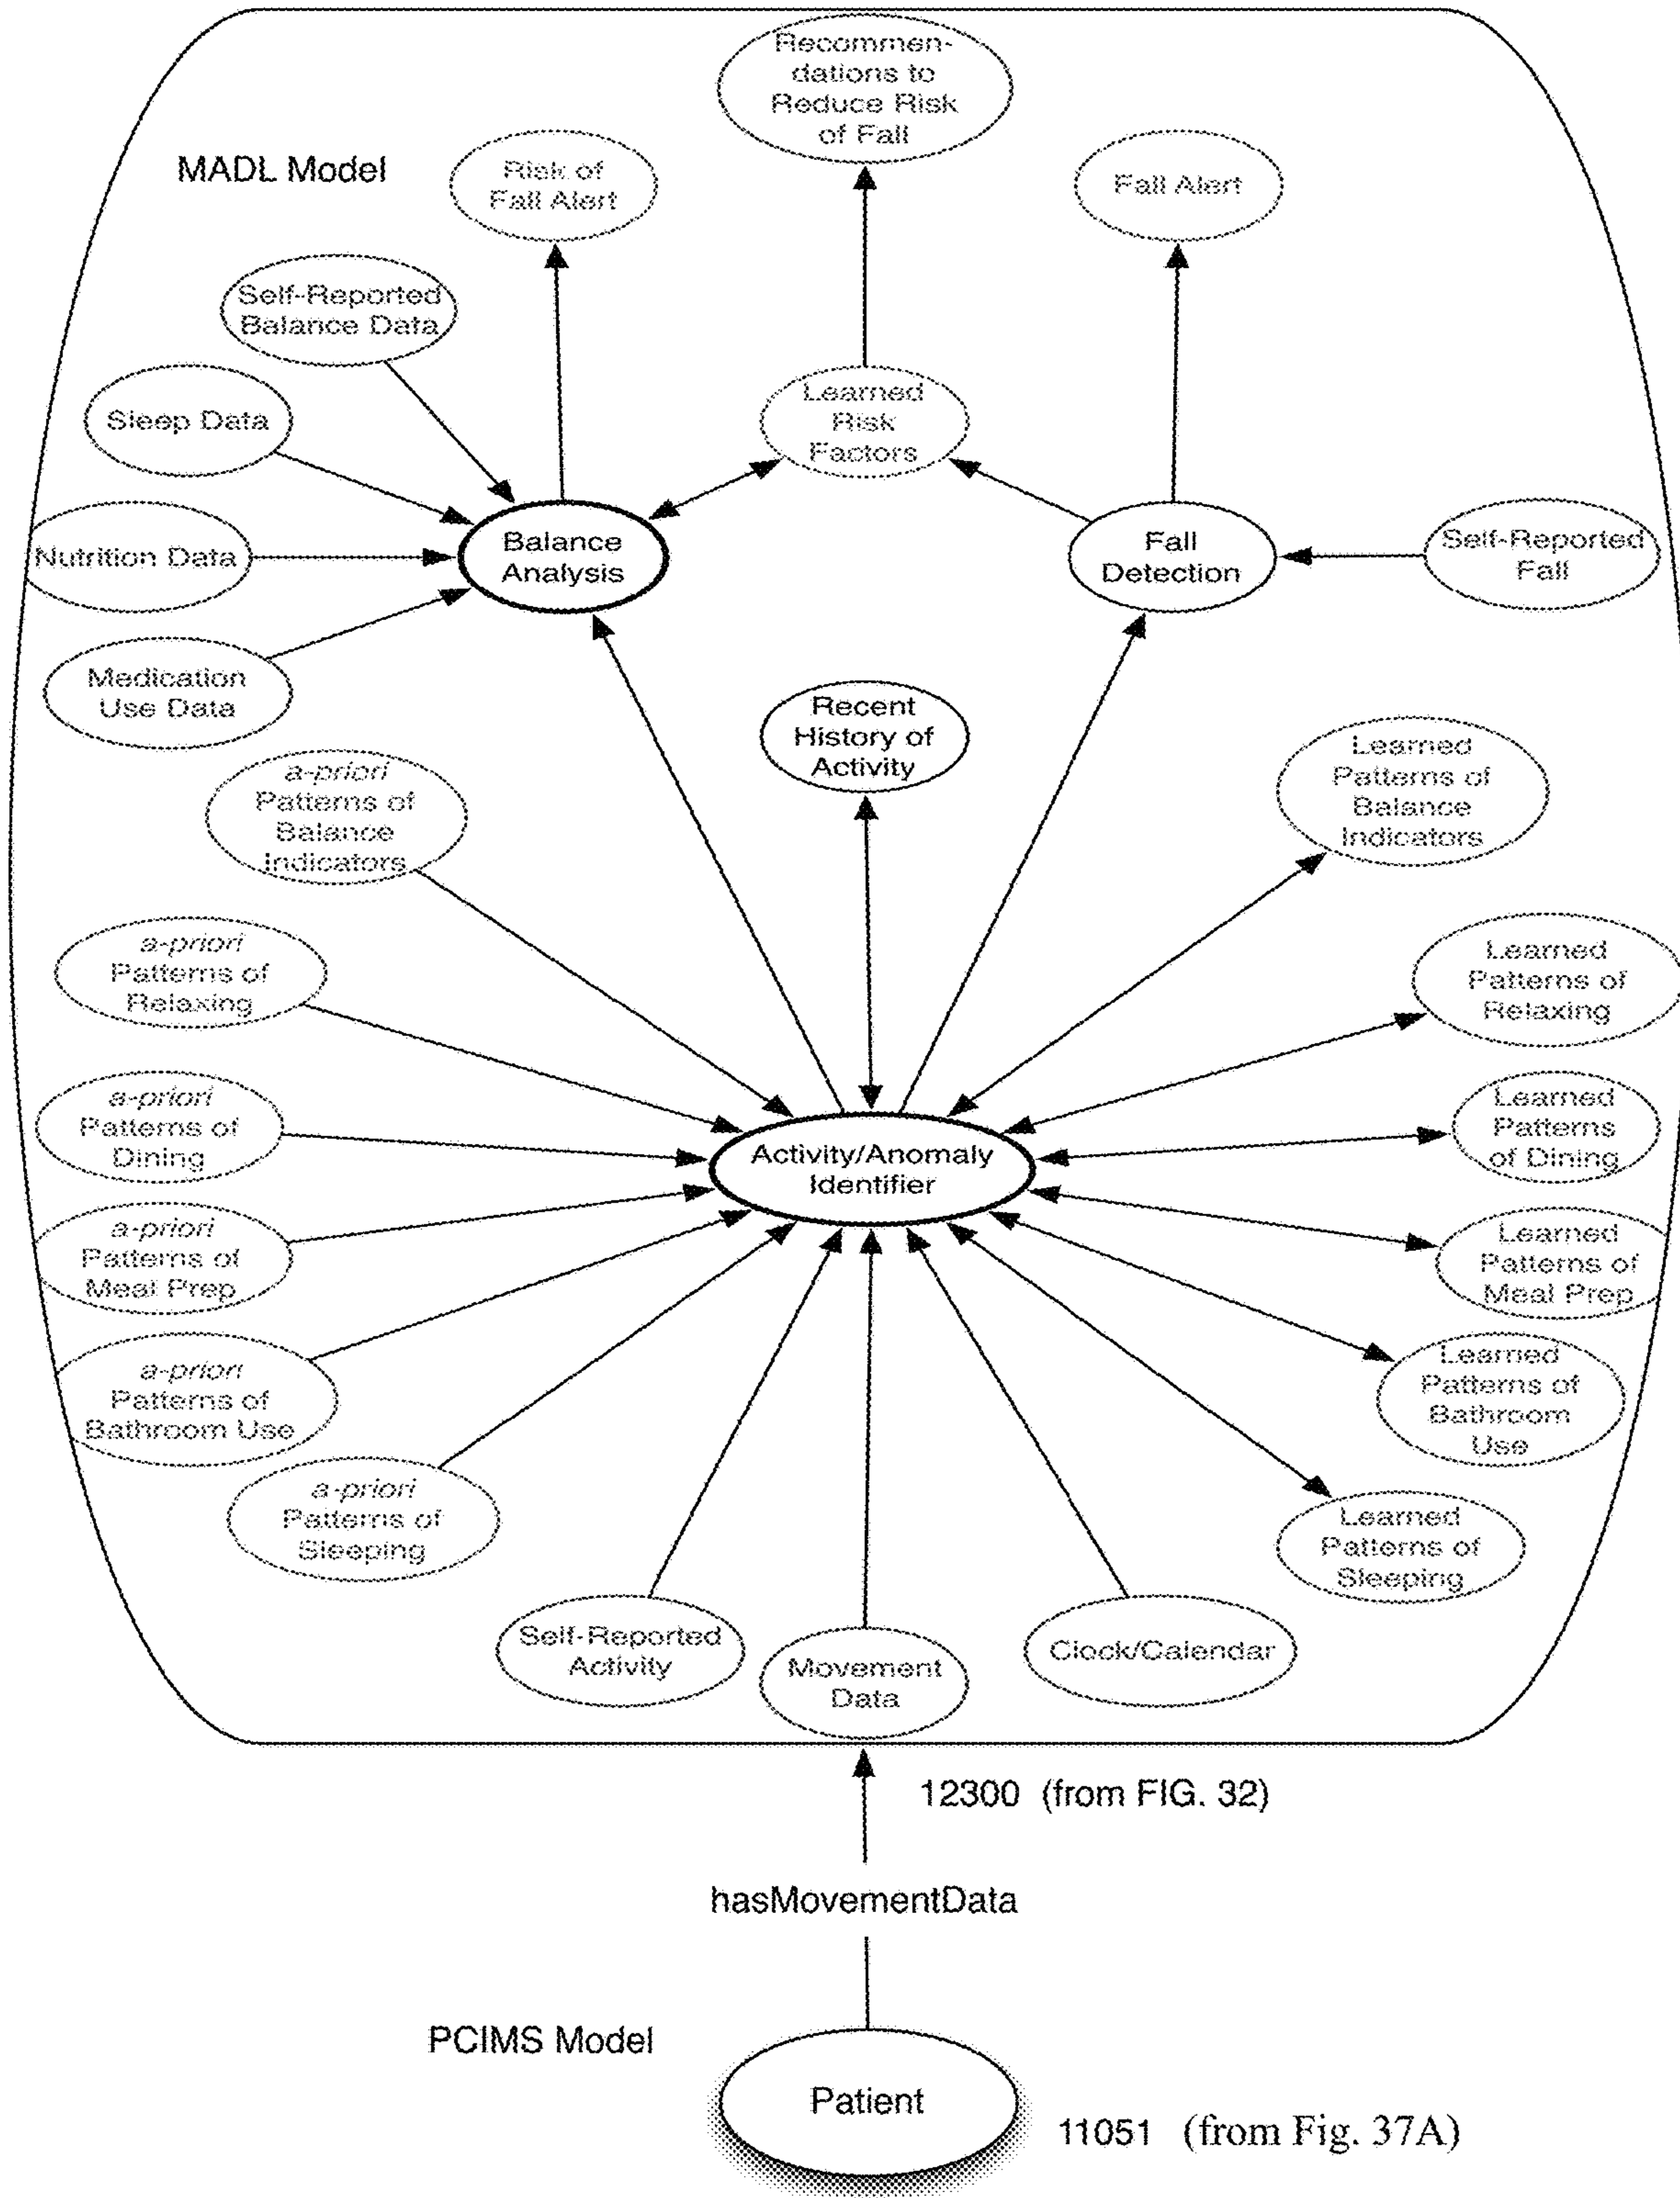 Recommen-
dations to
Reduce Risk
of Fall
MADL Model
Risk of
Fall Alert
Fall Alert
Self-Reported
Balance Data
Sleep Data
Learned
Risk
Factors
Nutrition Data
Balance
Analysis
Fall
Detection
Self-Reported
Fall
Medication
Use Data
Recent
History of
Activity
a-priori
Patterns of
Balance
Indicators
Learned
Patterns of
Balance
Indicators
a-priori
Patterns of
Relaxing
Learned
Patterns of
Relaxing
a-priori
Patterns of
Dining
Activity/Anomaly
Identifier
Learned
Patterns
of Dining
a-priori
Patterns of
Meal Prep
Learned
Patterns of
Meal Prep
a-priori
Patterns of
Bathroom Use
Learned
Patterns of
Bathroom
Use
a-priori
Patterns of
Sleeping
Learned
Patterns of
Sleeping
Self-Reported
Activity
Movement
Data
Clock/Calendar
12300 (from FIG. 32)
hasMovementData
PCIMS Model
Patient
11051 (from Fig. 37A)